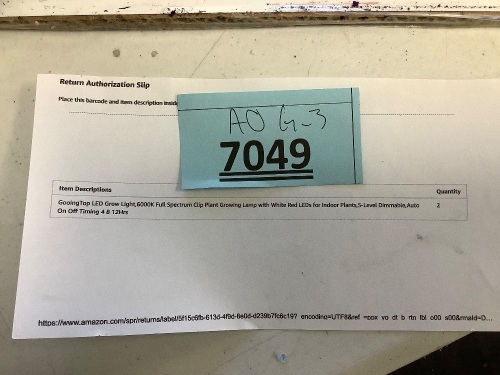 Return Authorization Slip
Place this barcode and item description inside
AO G-3
7049
Item Descriptions Quantity
GooingTop LED Grow Light,6000K Full Spectrum Clip Plant Growing Lamp with White Red LEDs for Indoor Plants,5-Level Dimmable,Auto 2
On Off Timing 4 8 12Hrs